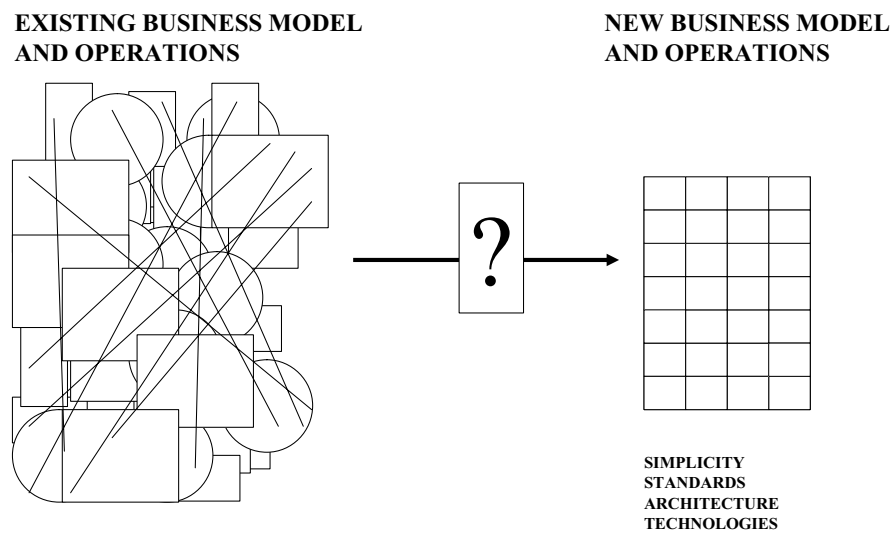 EXISTING BUSINESS MODEL
AND OPERATIONS
NEW BUSINESS MODEL
AND OPERATIONS
?
SIMPLICITY
STANDARDS
ARCHITECTURE
TECHNOLOGIES